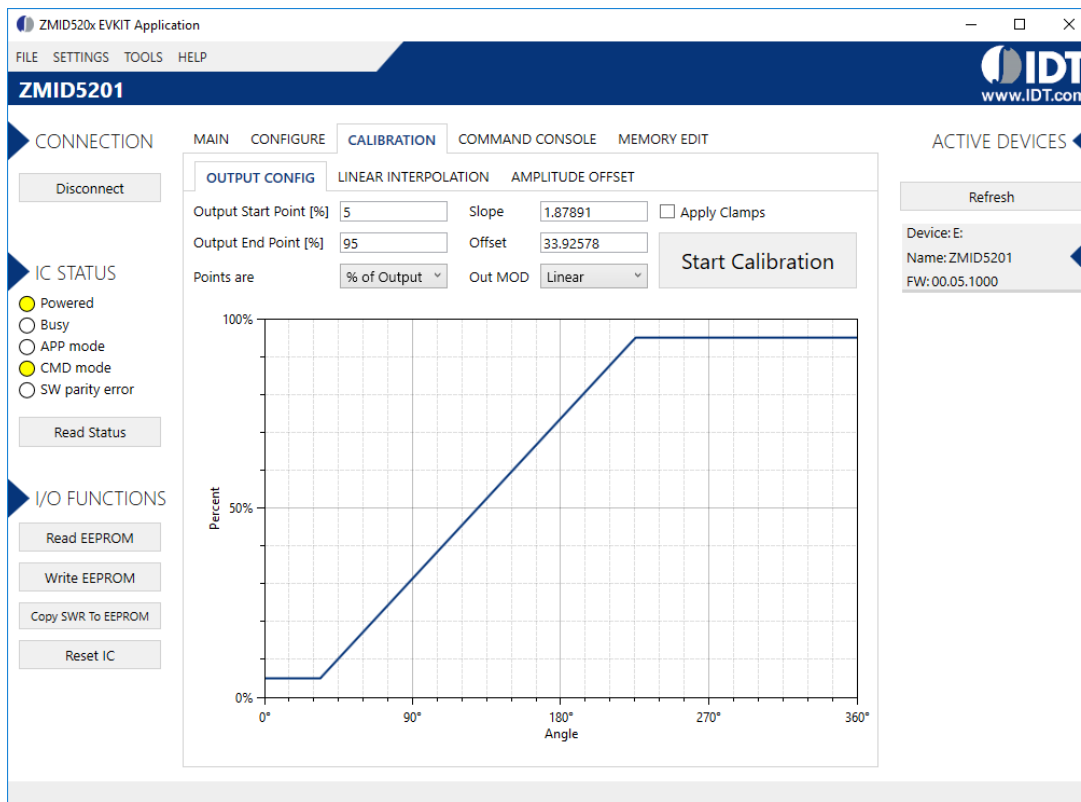 ZMID520x EVKIT Application
FILE SETTINGS TOOLS HELP
IDT
www.IDT.com
ZMID5201
CONNECTION
Disconnect
IC STATUS
Powered
Busy
APP mode
CMD mode
SW parity error
Read Status
I/O FUNCTIONS
Read EEPROM
Write EEPROM
Copy SWR To EEPROM
Reset IC
MAIN CONFIGURE CALIBRATION COMMAND CONSOLE MEMORY EDIT
OUTPUT CONFIG LINEAR INTERPOLATION AMPLITUDE OFFSET
Output Start Point [%] 5 Slope 1.87891 Apply Clamps
Output End Point [%] 95 Offset 33.92578
Start Calibration
Points are % of Output Out MOD Linear
100%
50%
0%
Percent
0° 90° 180° 270° 360°
Angle
ACTIVE DEVICES
Refresh
Device: E:
Name: ZMID5201
FW: 00.05.1000